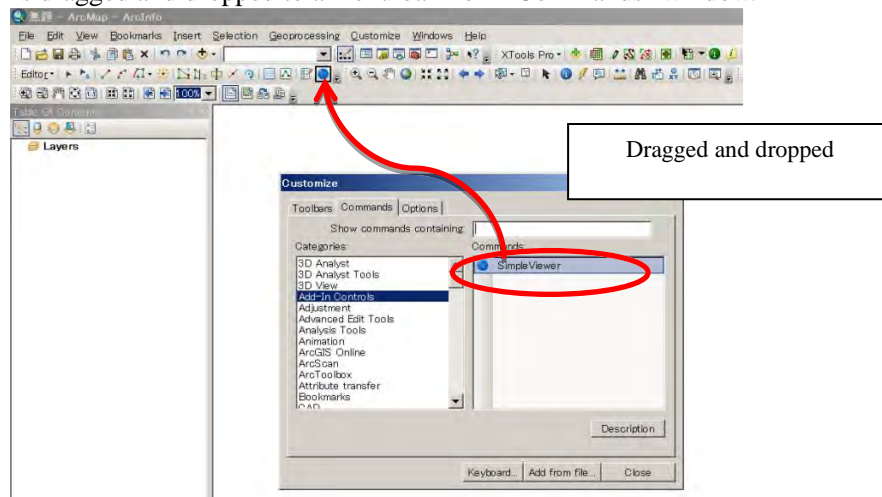 無題 - ArcMap - ArcInfo
File Edit View Bookmarks Insert Selection Geoprocessing Customize Windows Help
XTools Pro
Editor
100%
Table Of Contents
Layers
Dragged and dropped
Customize
Toolbars Commands Options
Show commands containing:
Categories: Commands:
3D Analyst SimpleViewer
3D Analyst Tools
3D View
Add-In Controls
Adjustment
Advanced Edit Tools
Analysis Tools
Animation
ArcGIS Online
ArcScan
ArcToolbox
Attribute transfer
Bookmarks
CAD
Description
Keyboard... Add from file... Close